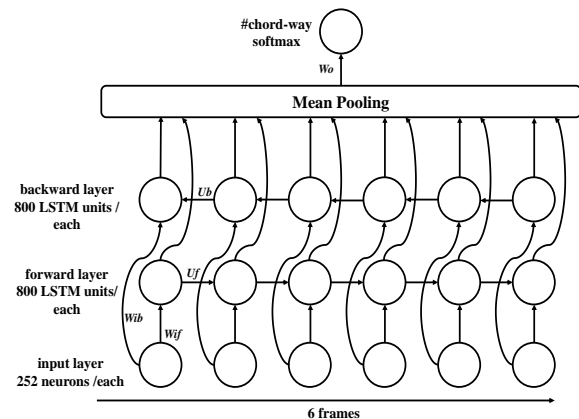 #chord-way
softmax
Wo
Mean Pooling
backward layer
800 LSTM units /
each
Ub
forward layer
800 LSTM units/
each
Uf
Wib
Wif
input layer
252 neurons /each
6 frames